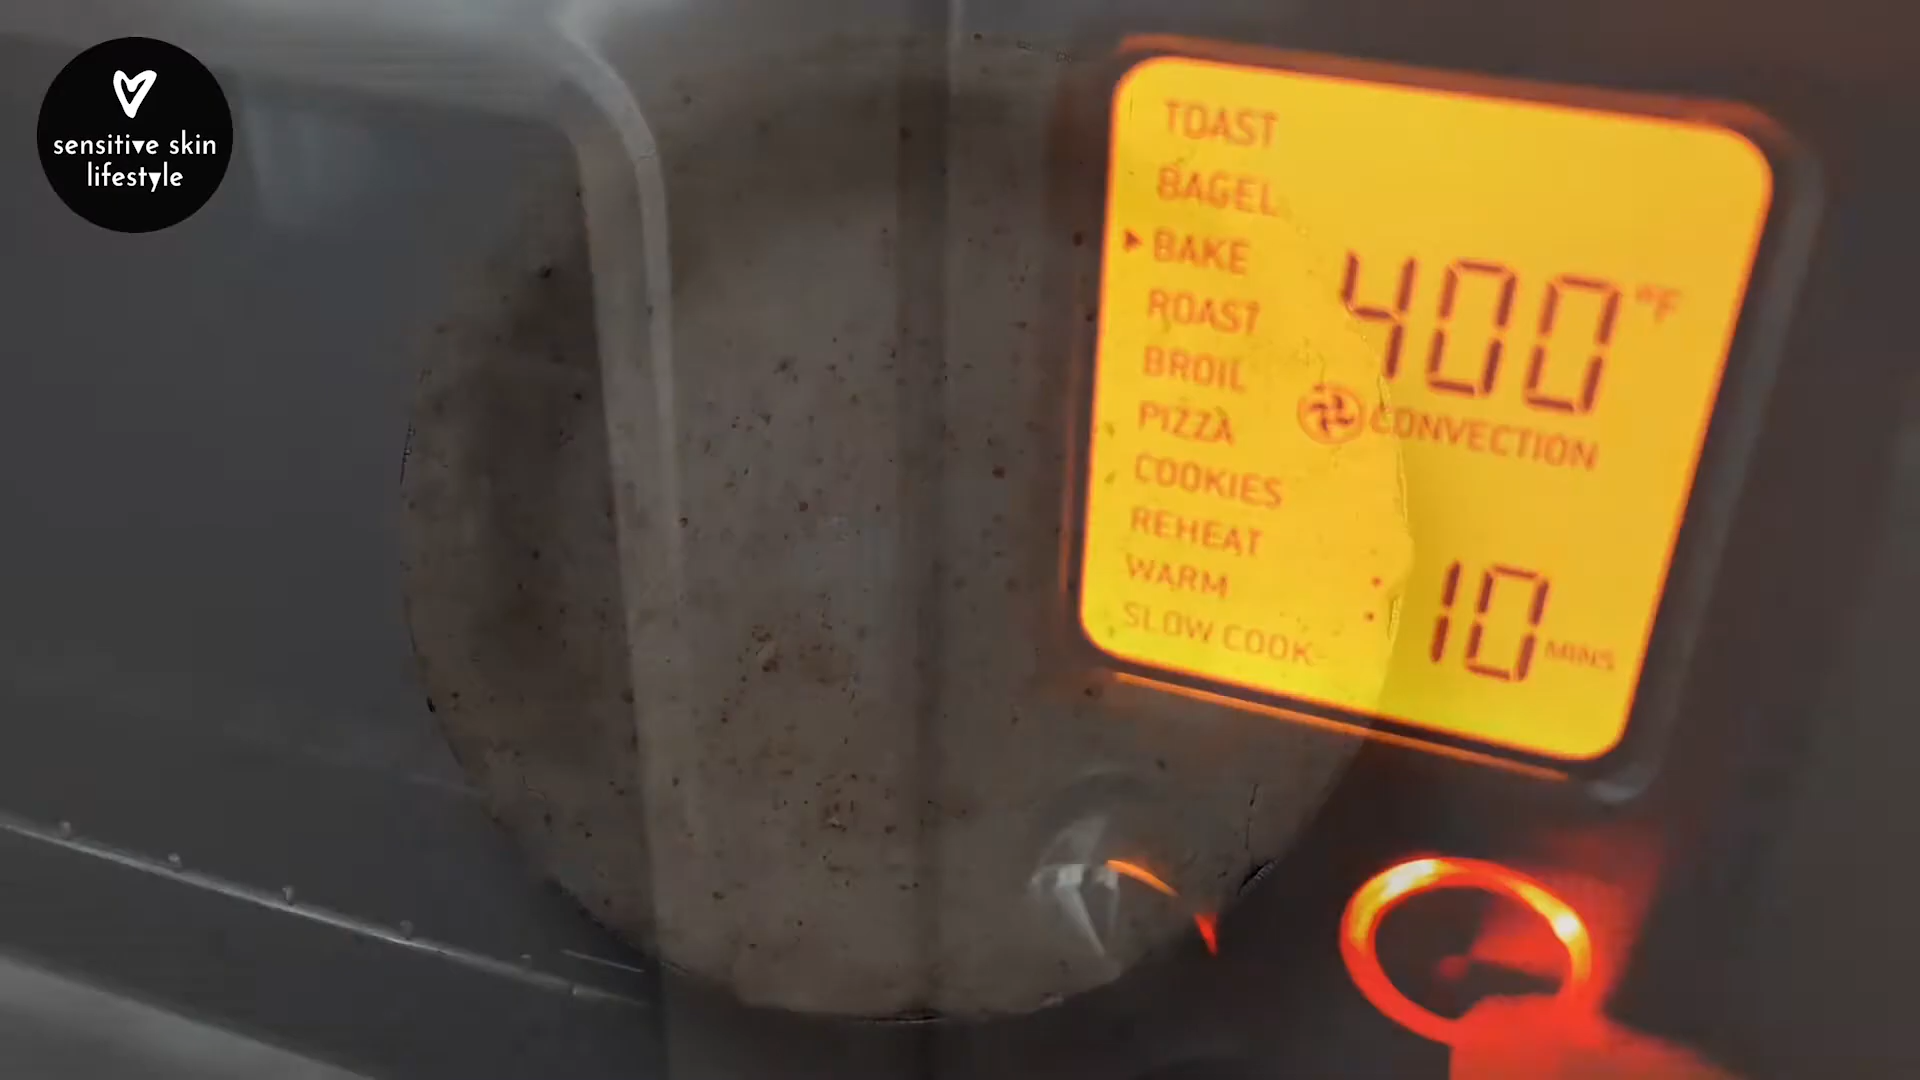 sensitive skin
lifestyle
TOAST
BAGEL
BAKE
ROAST
BROIL
PIZZA
COOKIES
REHEAT
WARM
SLOW COOK
400 °F
CONVECTION
: 10 MINS